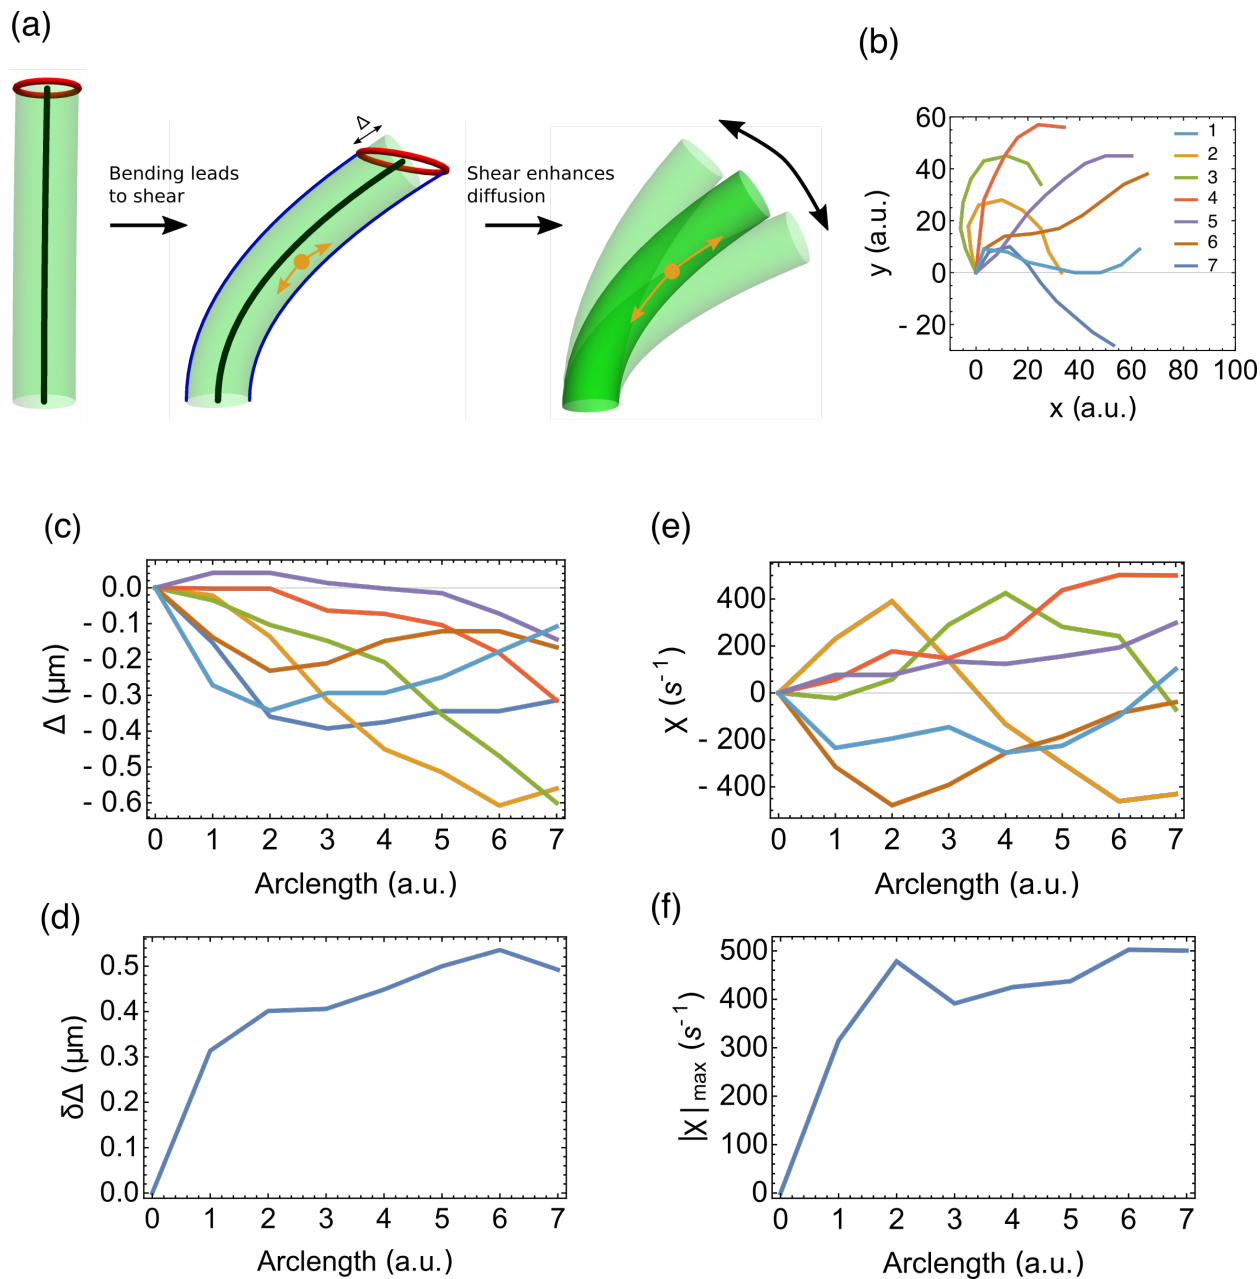 (a)
Δ
Bending leads
to shear
Shear enhances
diffusion
(b)
60
40
20
0
- 20
y (a.u.)
0 20 40 60 80 100
x (a.u.)
1
2
3
4
5
6
7
(c)
0.0
- 0.1
- 0.2
- 0.3
- 0.4
- 0.5
- 0.6
Δ (μm)
0 1 2 3 4 5 6 7
Arclength (a.u.)
(e)
400
200
0
- 200
- 400
χ (s⁻¹)
0 1 2 3 4 5 6 7
Arclength (a.u.)
(d)
0.5
0.4
0.3
0.2
0.1
0.0
δΔ (μm)
0 1 2 3 4 5 6 7
Arclength (a.u.)
(f)
500
400
300
200
100
0
|χ|max (s⁻¹)
0 1 2 3 4 5 6 7
Arclength (a.u.)